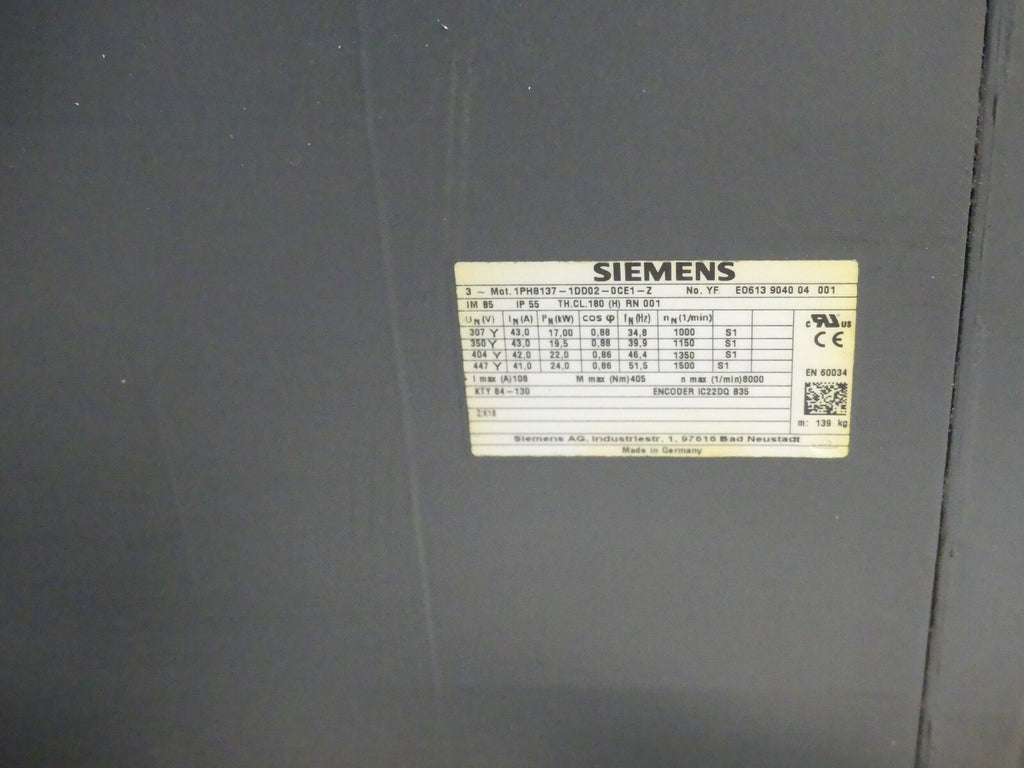 SIEMENS
3 ~ Mot. 1PH8137-1DD02-0CE1-Z No. YF E0613 9040 04 001
IM B5 IP 55 TH.CL.180 (H) RN 001
UN(V) IN(A) PN(kW) cos φ fN(Hz) nN(1/min)
307 Y 43,0 17,00 0,88 34,8 1000 S1
350 Y 43,0 19,5 0,88 39,9 1150 S1
404 Y 42,0 22,0 0,86 46,4 1350 S1
447 Y 41,0 24,0 0,86 51,5 1500 S1
I max (A)108 M max (Nm)405 n max (1/min)8000
KTY 84-130 ENCODER IC22DQ 835
c RU US
CE
EN 60034
m: 139 kg
Siemens AG, Industriestr. 1, 97616 Bad Neustadt
Made in Germany